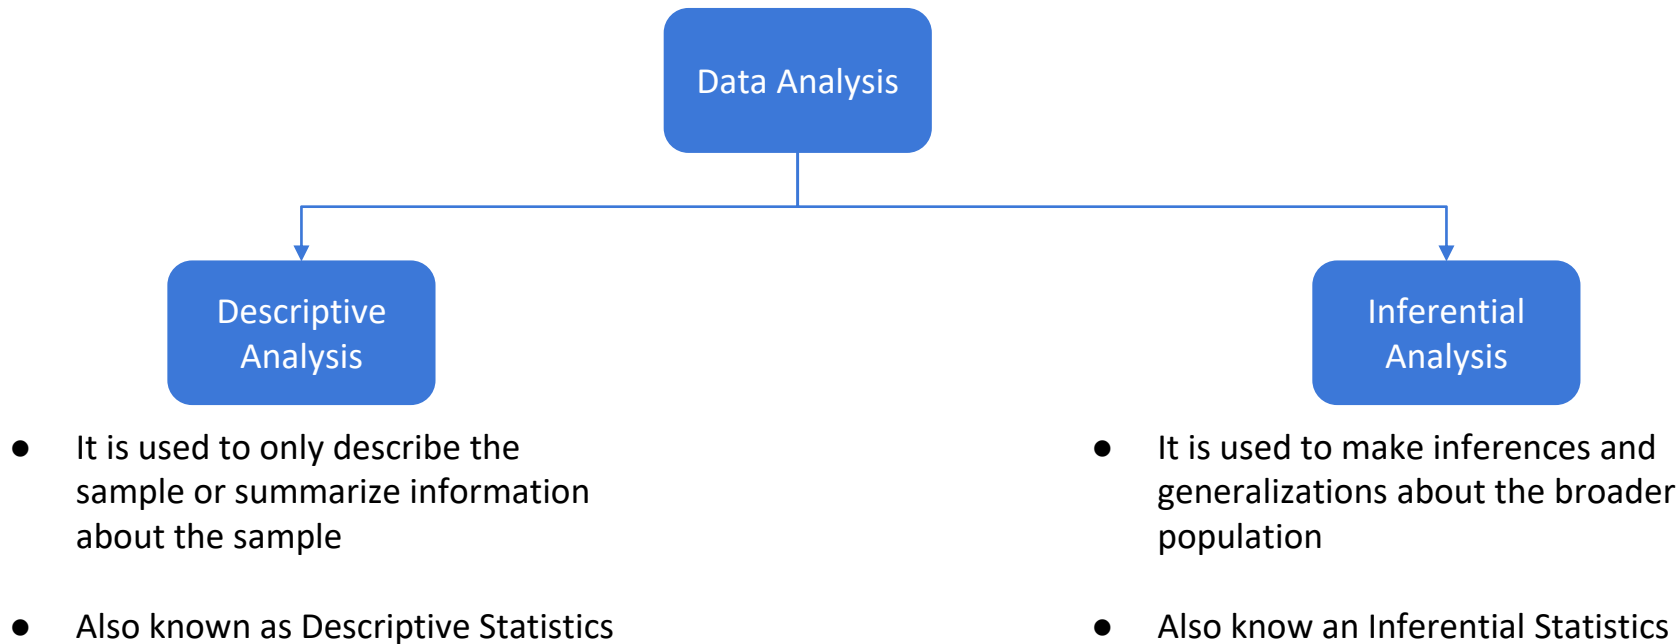 Data Analysis
Descriptive
Analysis
Inferential
Analysis
● It is used to only describe the
sample or summarize information
about the sample
● Also known as Descriptive Statistics
● It is used to make inferences and
generalizations about the broader
population
● Also know an Inferential Statistics